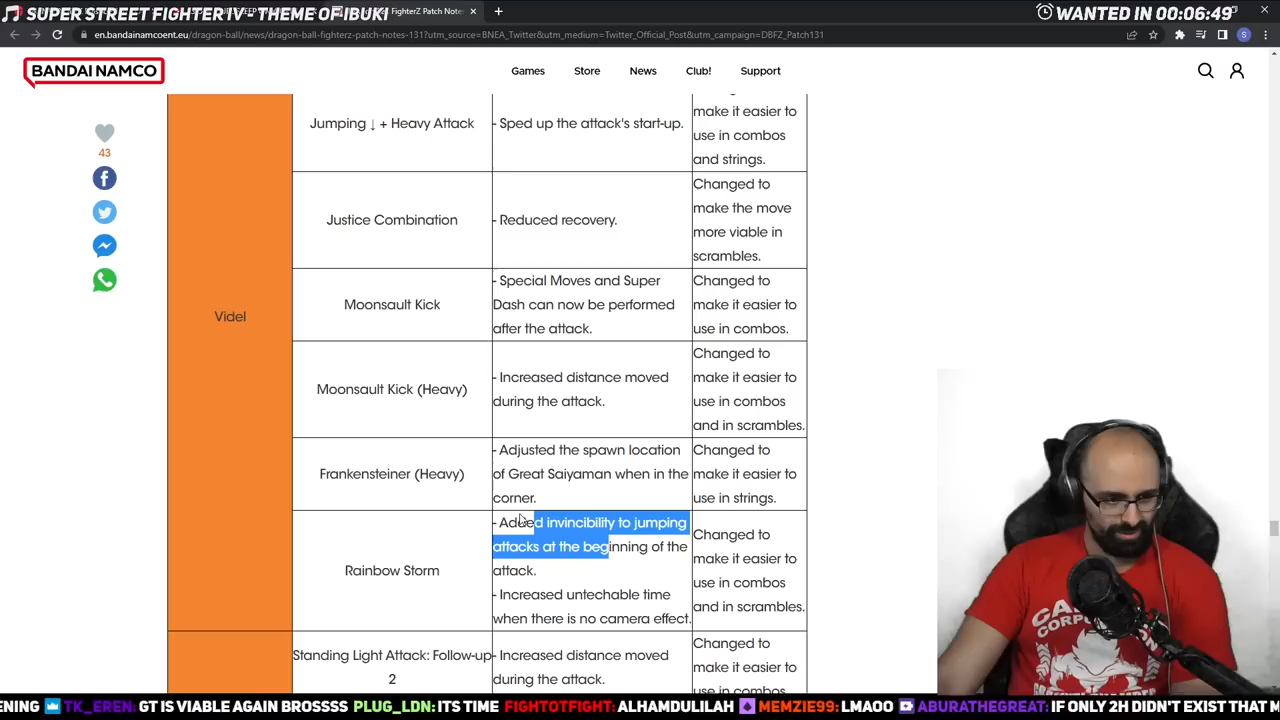 SUPER STREET FIGHTER IV - THEME OF IBUKI
FighterZ Patch Note
WANTED IN 00:06:49
en.bandainamcoent.eu/dragon-ball/news/dragon-ball-fighterz-patch-notes-131?utm_source=BNEA_Twitter&utm_medium=Twitter_Official_Post&utm_campaign=DBFZ_Patch131
BANDAI NAMCO
Games
Store
News
Club!
Support
43
Videl
Jumping ↓ + Heavy Attack
- Sped up the attack's start-up.
make it easier to
use in combos
and strings.
Justice Combination
- Reduced recovery.
Changed to
make the move
more viable in
scrambles.
Moonsault Kick
- Special Moves and Super
Dash can now be performed
after the attack.
Changed to
make it easier to
use in combos.
Moonsault Kick (Heavy)
- Increased distance moved
during the attack.
Changed to
make it easier to
use in combos
and in scrambles.
Frankensteiner (Heavy)
- Adjusted the spawn location
of Great Saiyaman when in the
corner.
Changed to
make it easier to
use in strings.
Rainbow Storm
- Added invincibility to jumping
attacks at the beginning of the
attack.
- Increased untechable time
when there is no camera effect.
Changed to
make it easier to
use in combos
and in scrambles.
Standing Light Attack: Follow-up
2
- Increased distance moved
during the attack.
Changed to
make it easier to
ENING TK_EREN: GT IS VIABLE AGAIN BROSSSS PLUG_LDN: ITS TIME FIGHTOTFIGHT: ALHAMDULILAH MEMZIE99: LMAOO ABURATHEGREAT: IF ONLY 2H DIDN'T EXIST THAT M